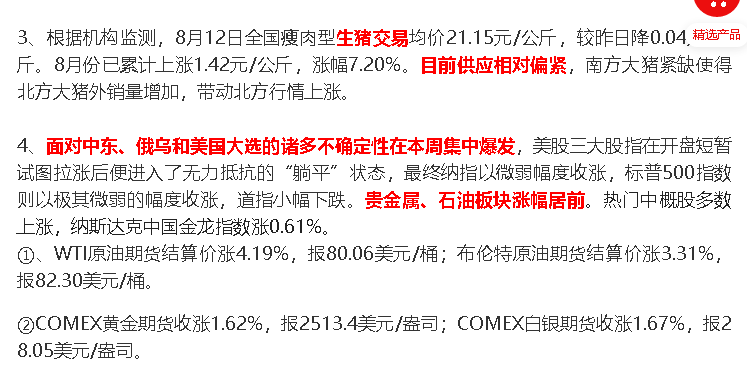 精选产品
3、根据机构监测，8月12日全国瘦肉型生猪交易均价21.15元/公斤，较昨日降0.04
斤。8月份已累计上涨1.42元/公斤，涨幅7.20%。目前供应相对偏紧，南方大猪紧缺使得
北方大猪外销量增加，带动北方行情上涨。
4、面对中东、俄乌和美国大选的诸多不确定性在本周集中爆发，美股三大股指在开盘短暂
试图拉涨后便进入了无力抵抗的“躺平”状态，最终纳指以微弱幅度收涨，标普500指数
则以极其微弱的幅度收涨，道指小幅下跌。贵金属、石油板块涨幅居前。热门中概股多数
上涨，纳斯达克中国金龙指数涨0.61%。
①、WTI原油期货结算价涨4.19%，报80.06美元/桶；布伦特原油期货结算价涨3.31%，
报82.30美元/桶。
②COMEX黄金期货收涨1.62%，报2513.4美元/盎司；COMEX白银期货收涨1.67%，报2
8.05美元/盎司。